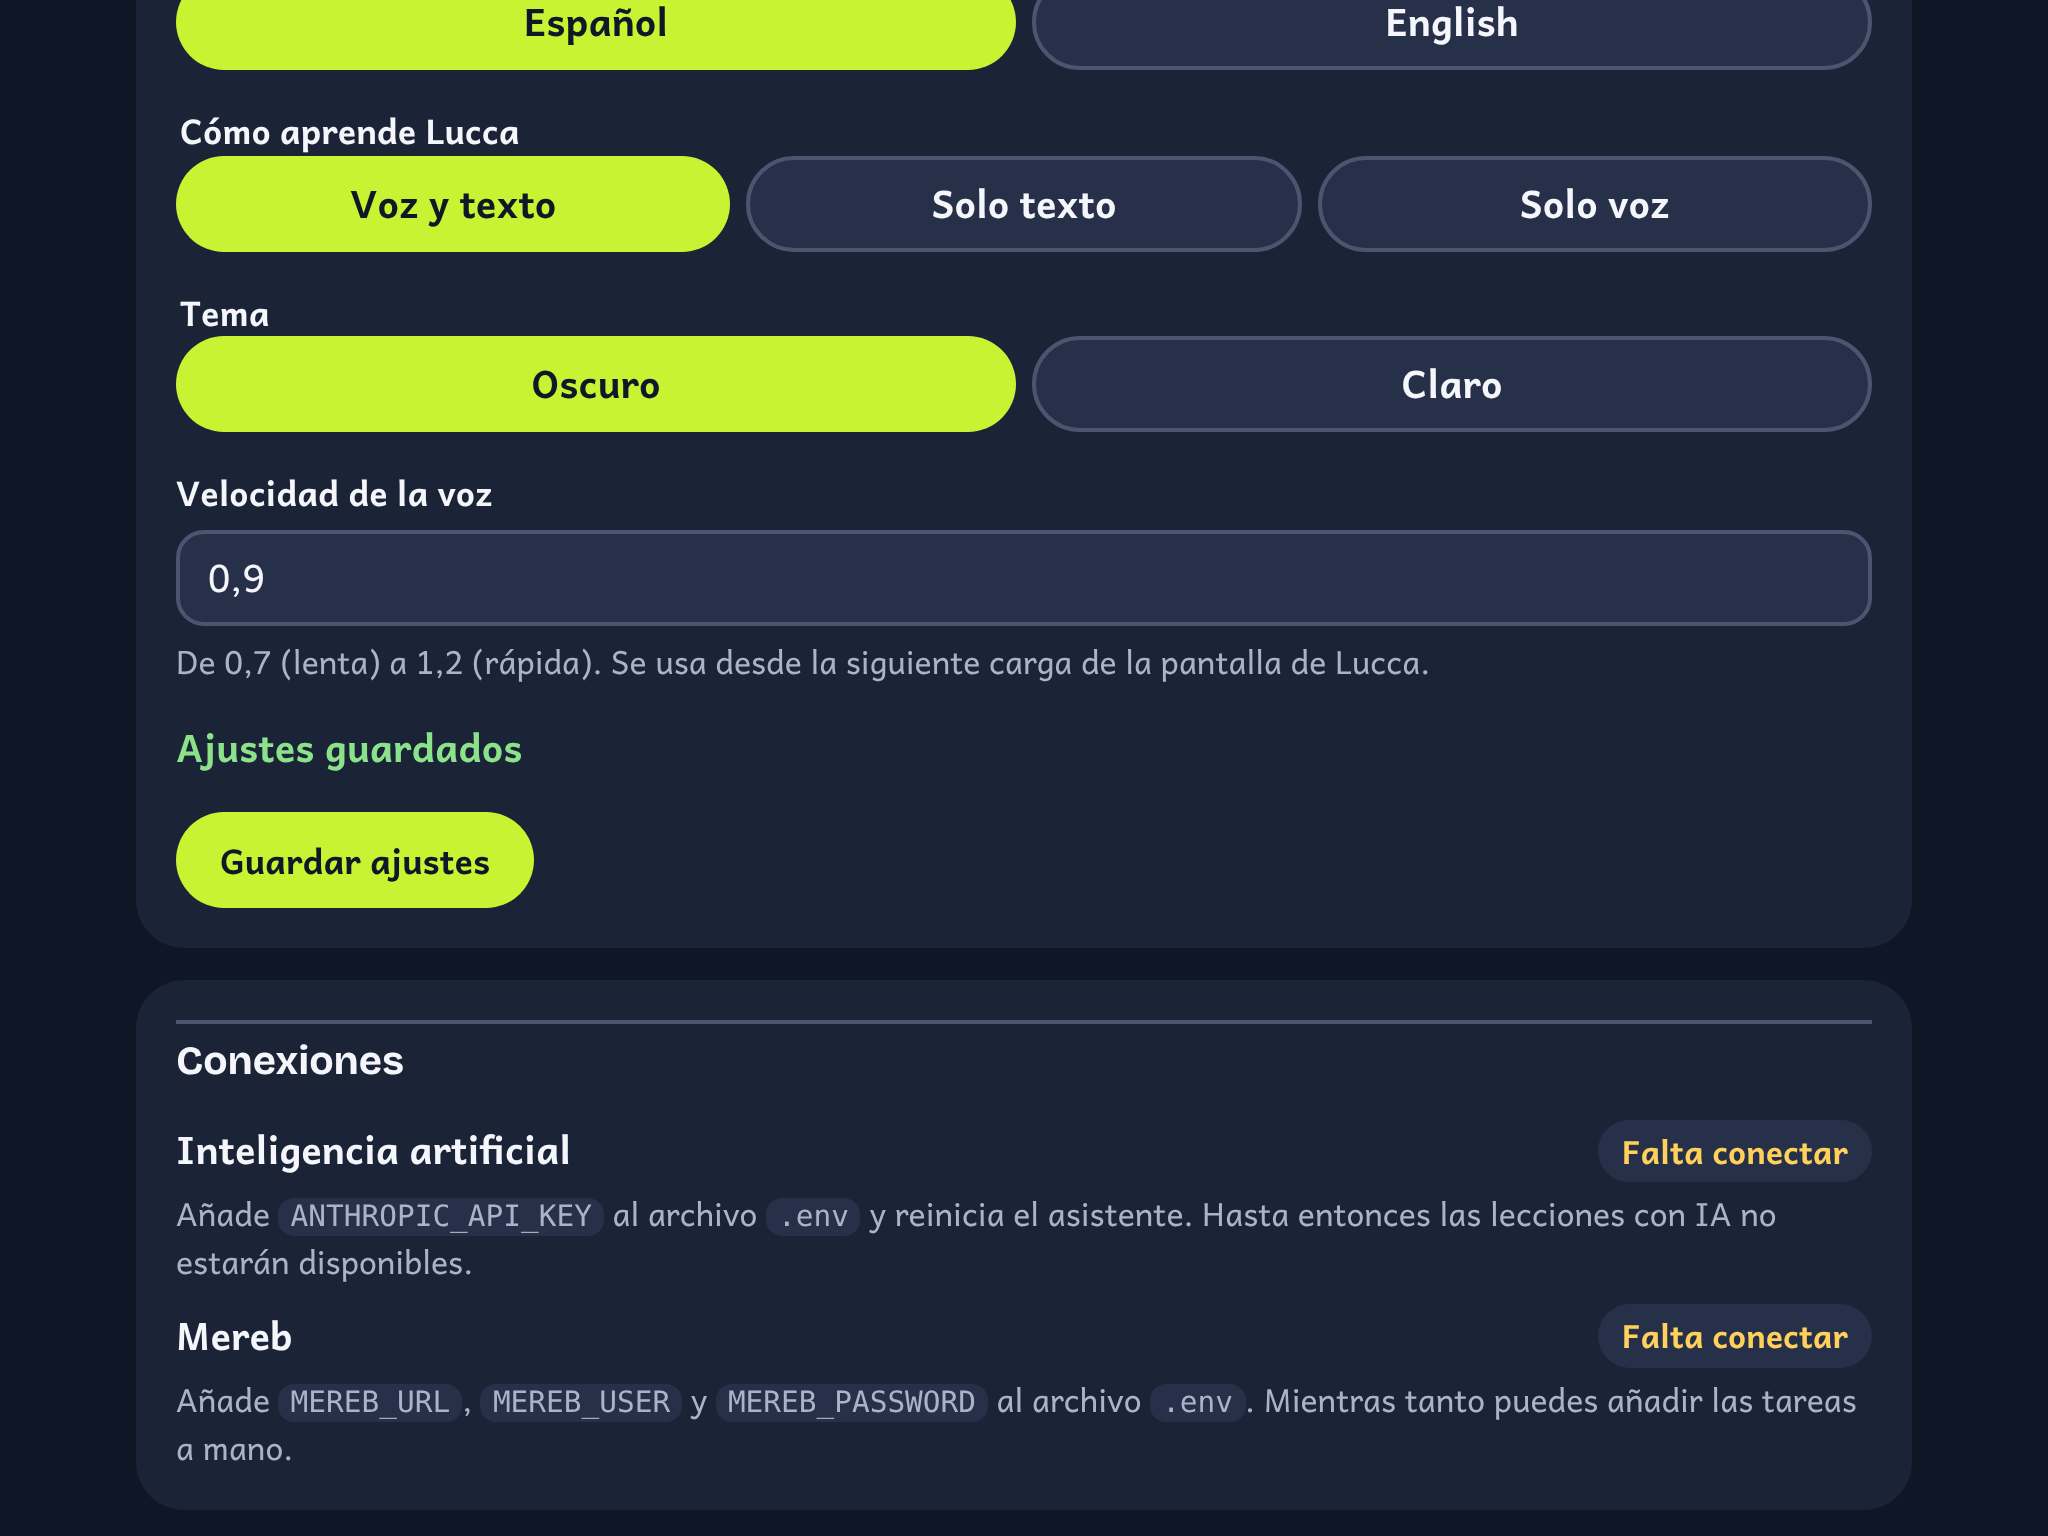 Español
English
Cómo aprende Lucca
Voz y texto
Solo texto
Solo voz
Tema
Oscuro
Claro
Velocidad de la voz
0,9
De 0,7 (lenta) a 1,2 (rápida). Se usa desde la siguiente carga de la pantalla de Lucca.
Ajustes guardados
Guardar ajustes
Conexiones
Inteligencia artificial
Falta conectar
Añade ANTHROPIC_API_KEY al archivo .env y reinicia el asistente. Hasta entonces las lecciones con IA no
estarán disponibles.
Mereb
Falta conectar
Añade MEREB_URL, MEREB_USER y MEREB_PASSWORD al archivo .env. Mientras tanto puedes añadir las tareas
a mano.